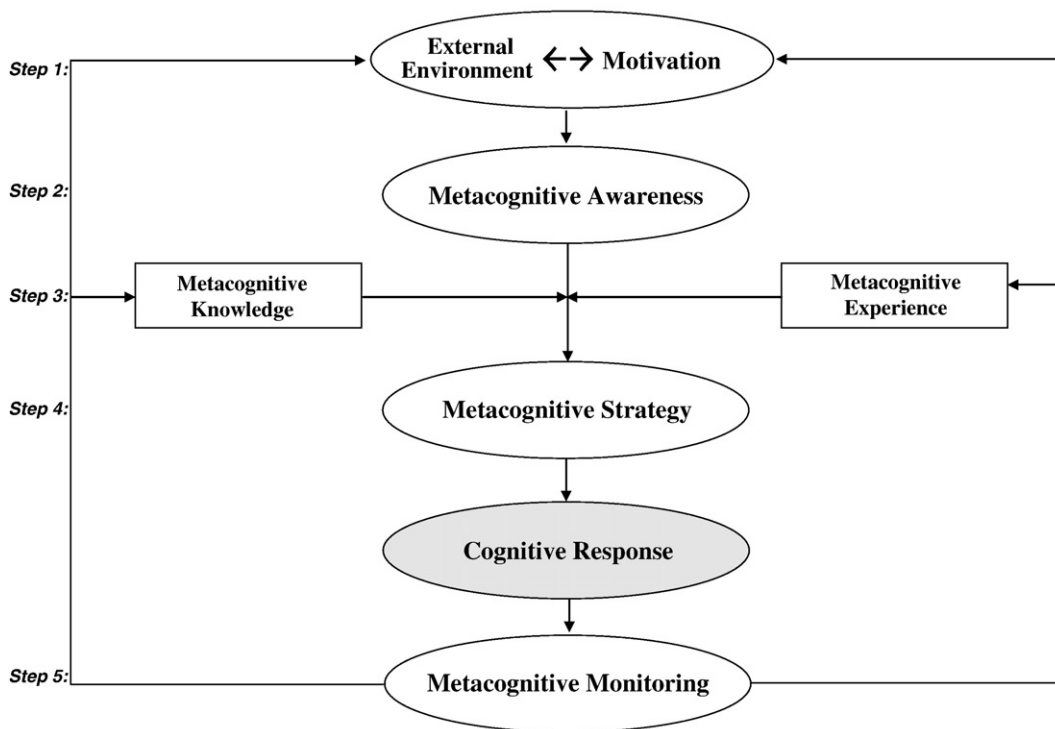 Step 1:
External
Environment
Motivation
Step 2:
Metacognitive Awareness
Step 3:
Metacognitive
Knowledge
Metacognitive
Experience
Step 4:
Metacognitive Strategy
Cognitive Response
Step 5:
Metacognitive Monitoring